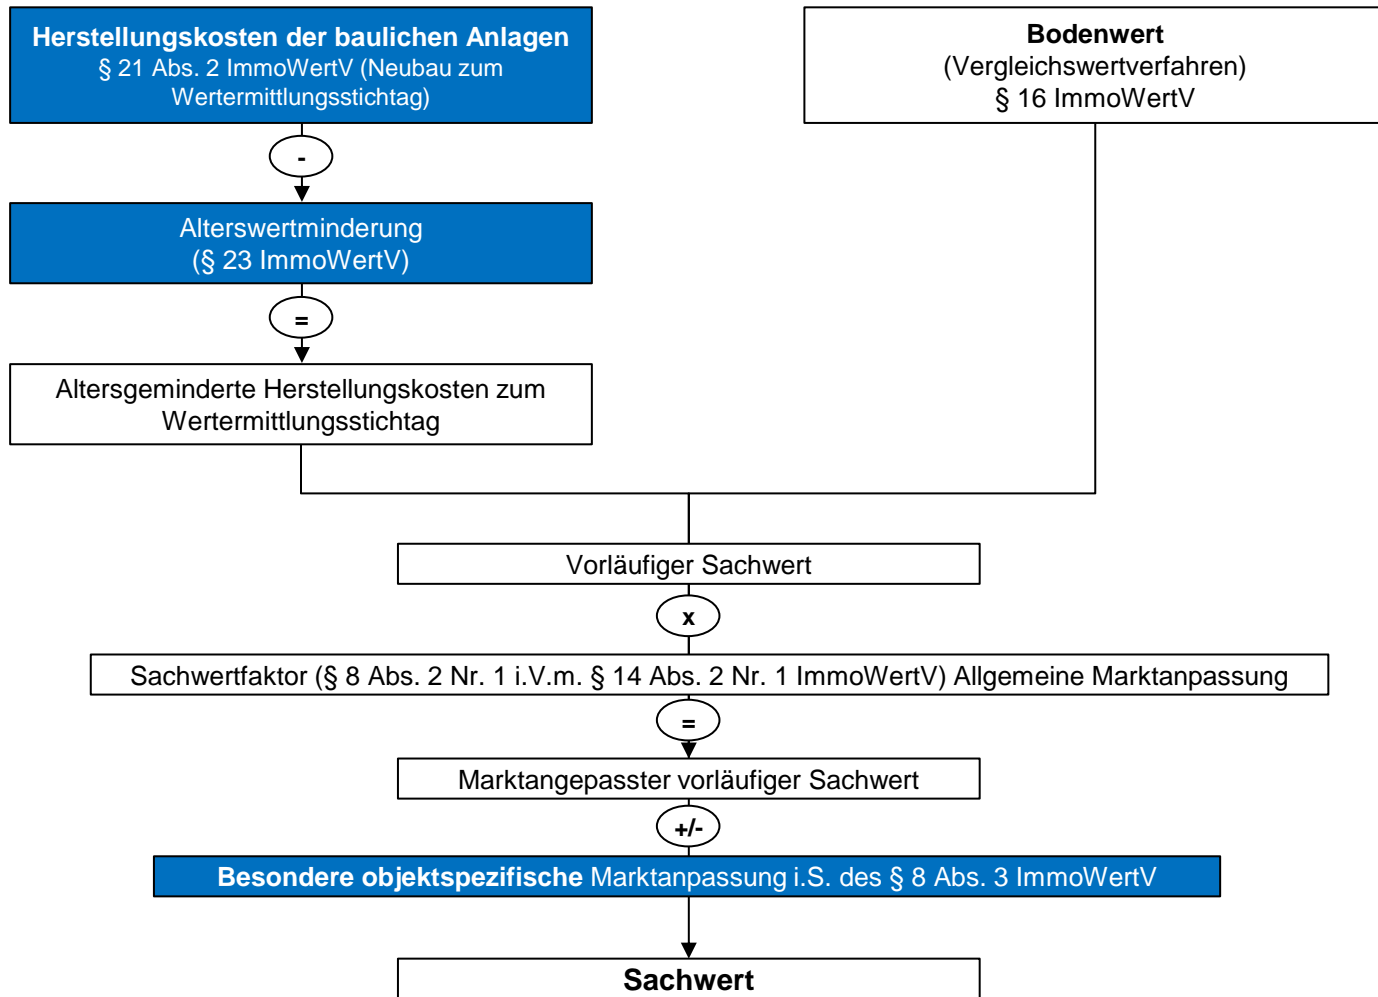 Herstellungskosten der baulichen Anlagen
§ 21 Abs. 2 ImmoWertV (Neubau zum
Wertermittlungsstichtag)
Bodenwert
(Vergleichswertverfahren)
§ 16 ImmoWertV
-
Alterswertminderung
(§ 23 ImmoWertV)
=
Altersgeminderte Herstellungskosten zum
Wertermittlungsstichtag
Vorläufiger Sachwert
x
Sachwertfaktor (§ 8 Abs. 2 Nr. 1 i.V.m. § 14 Abs. 2 Nr. 1 ImmoWertV) Allgemeine Marktanpassung
=
Marktangepasster vorläufiger Sachwert
+/-
Besondere objektspezifische Marktanpassung i.S. des § 8 Abs. 3 ImmoWertV
Sachwert